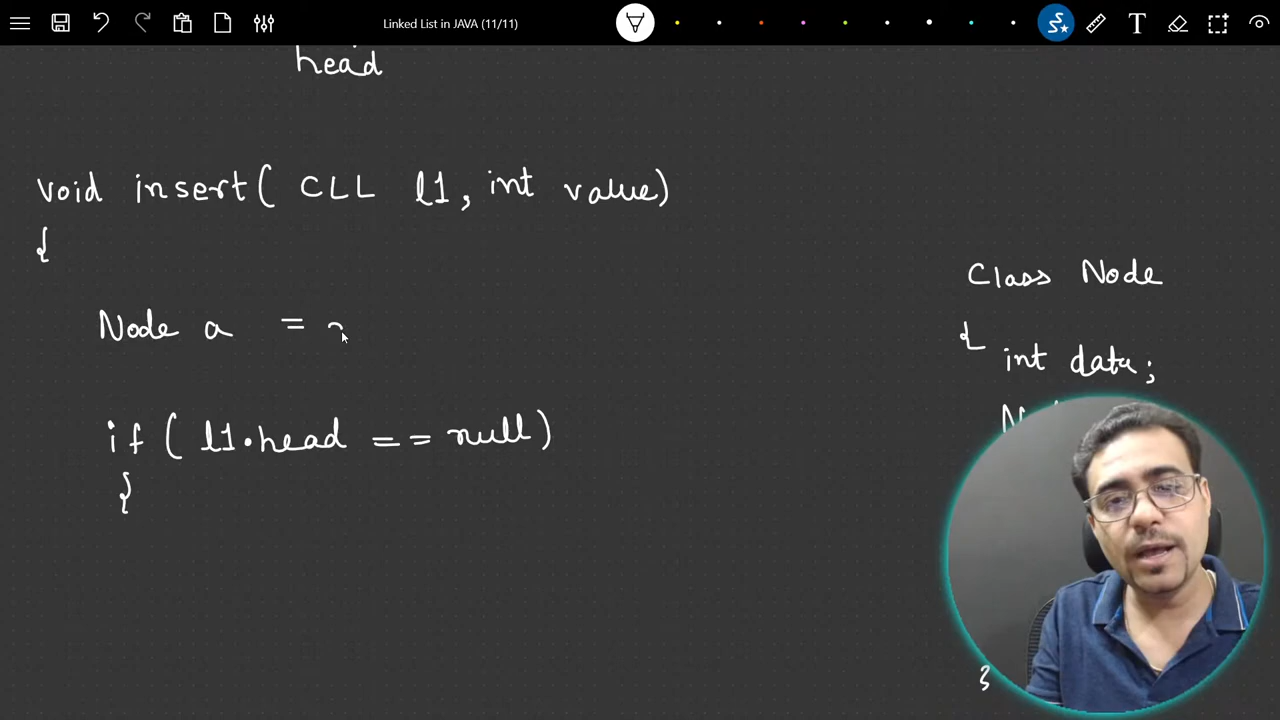 Linked List in JAVA (11/11)
head
void insert( CLL l1, int value)
{
Node a =
if ( l1.head == null)
{
Class Node
{
int data;
}